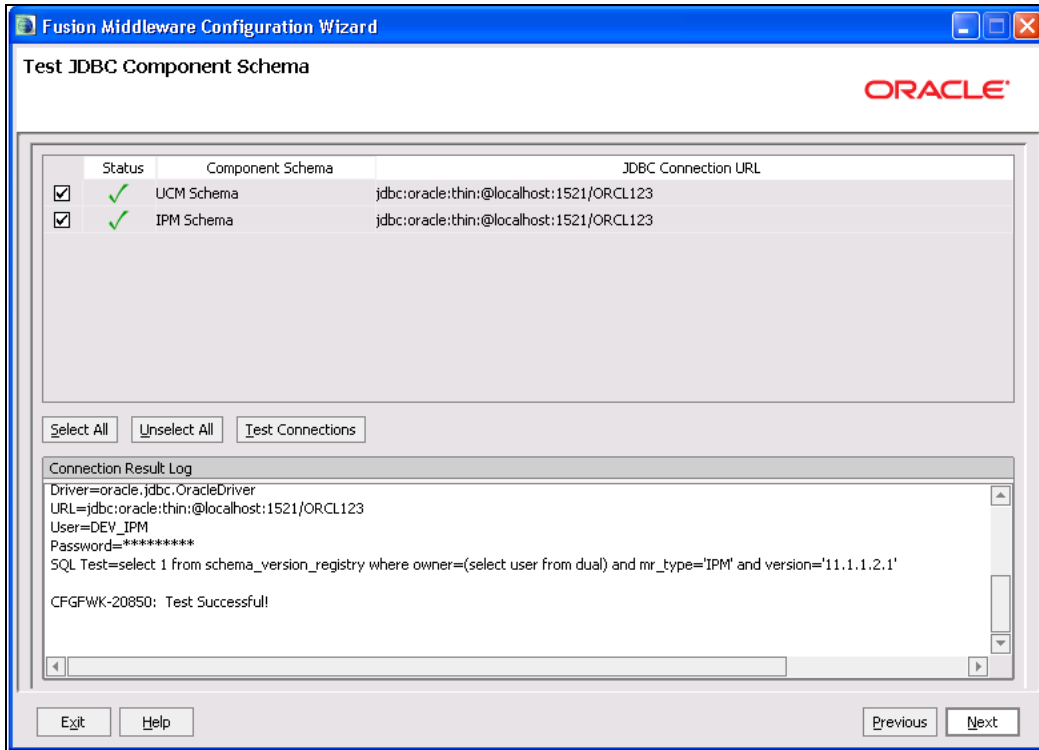 Fusion Middleware Configuration Wizard
Test JDBC Component Schema
ORACLE
Status Component Schema JDBC Connection URL
UCM Schema jdbc:oracle:thin:@localhost:1521/ORCL123
IPM Schema jdbc:oracle:thin:@localhost:1521/ORCL123
Select All Unselect All Test Connections
Connection Result Log
Driver=oracle.jdbc.OracleDriver
URL=jdbc:oracle:thin:@localhost:1521/ORCL123
User=DEV_IPM
Password=*********
SQL Test=select 1 from schema_version_registry where owner=(select user from dual) and mr_type='IPM' and version='11.1.1.2.1'
CFGFWK-20850: Test Successful!
Exit Help Previous Next